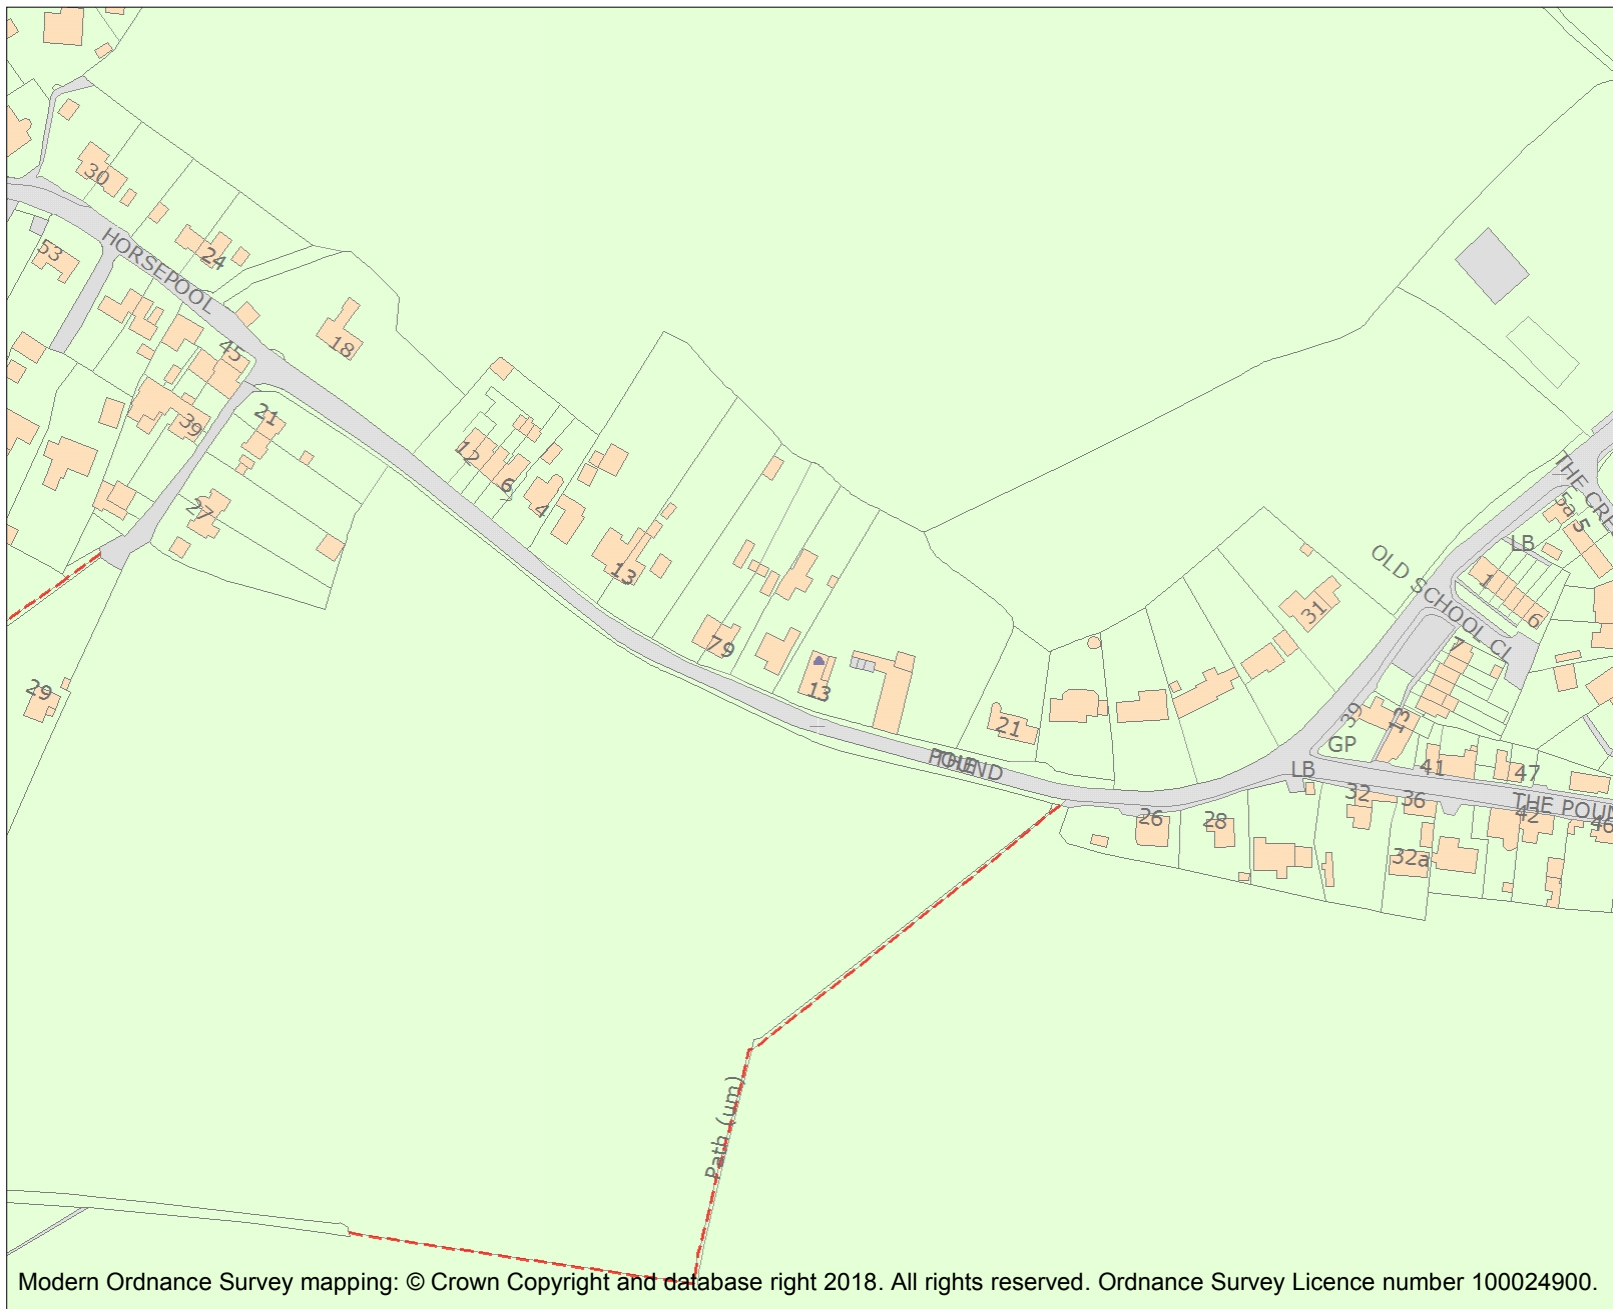 30
HORSEPOOL
53
24
18
45
21
39
12
6
4
27
13
79
13
29
21
POUND
THE
26
28
31
OLD SCHOOL CL
THE CRE
5a
5
LB
1
6
7
13
39
GP
LB
41
47
32
36
THE POUN
42
46
32a
Path (um)
Modern Ordnance Survey mapping: © Crown Copyright and database right 2018. All rights reserved. Ordnance Survey Licence number 100024900.